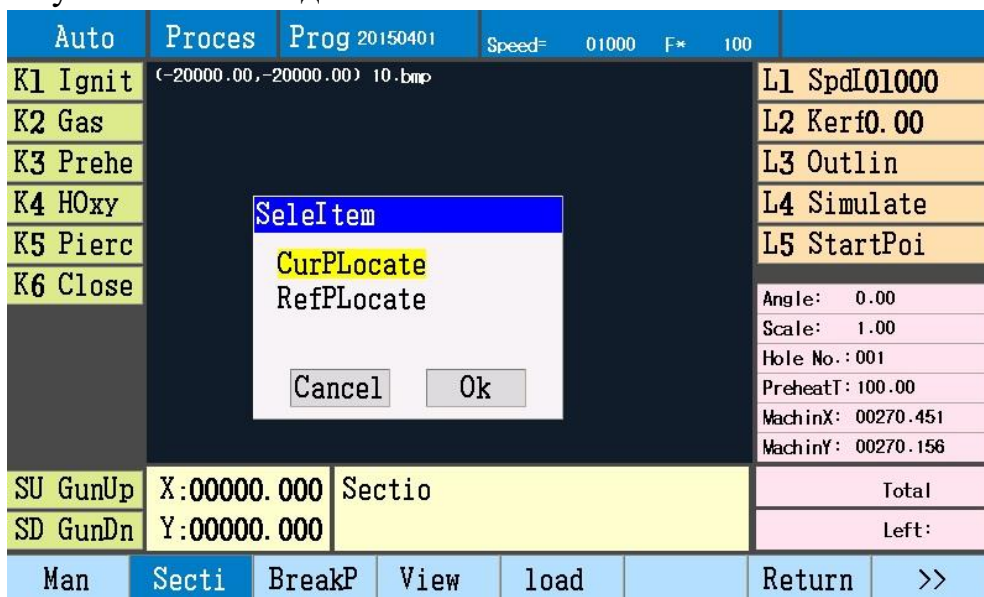 Auto Proces Prog 20150401 Speed= 01000 F* 100
K1 Ignit
K2 Gas
K3 Prehe
K4 HOxy
K5 Pierc
K6 Close
(-20000.00,-20000.00) 10.bmp
SeleItem
CurPLocate
RefPLocate
Cancel Ok
L1 SpdL01000
L2 Kerf0.00
L3 Outlin
L4 Simulate
L5 StartPoi
Angle: 0.00
Scale: 1.00
Hole No.:001
PreheatT:100.00
MachinX: 00270.451
MachinY: 00270.156
SU GunUp
SD GunDn
X:00000.000
Y:00000.000
Sectio
Total
Left:
Man Secti BreakP View load Return >>